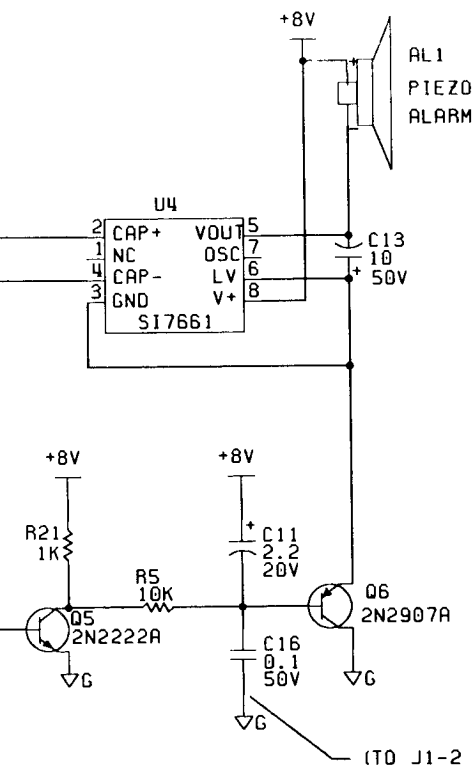 +8V
AL1
PIEZO
ALARM
U4
2 CAP+ VOUT 5
1 NC OSC 7
4 CAP- LV 6
3 GND V+ 8
SI7661
C13
10
50V
+
+8V
+8V
R21
1K
+
C11
2.2
20V
R5
10K
Q5
2N2222A
Q6
2N2907A
C16
0.1
50V
G
G
G
(TO J1-2